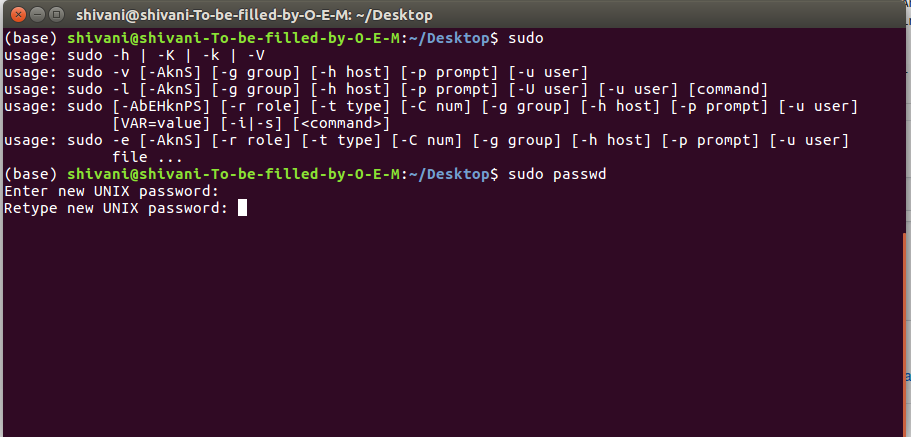 shivani@shivani-To-be-filled-by-O-E-M: ~/Desktop
(base) shivani@shivani-To-be-filled-by-O-E-M:~/Desktop$ sudo
usage: sudo -h | -K | -k | -V
usage: sudo -v [-AknS] [-g group] [-h host] [-p prompt] [-u user]
usage: sudo -l [-AknS] [-g group] [-h host] [-p prompt] [-U user] [-u user] [command]
usage: sudo [-AbEHknPS] [-r role] [-t type] [-C num] [-g group] [-h host] [-p prompt] [-u user]
            [VAR=value] [-i|-s] [<command>]
usage: sudo -e [-AknS] [-r role] [-t type] [-C num] [-g group] [-h host] [-p prompt] [-u user]
            file ...
(base) shivani@shivani-To-be-filled-by-O-E-M:~/Desktop$ sudo passwd
Enter new UNIX password:
Retype new UNIX password: